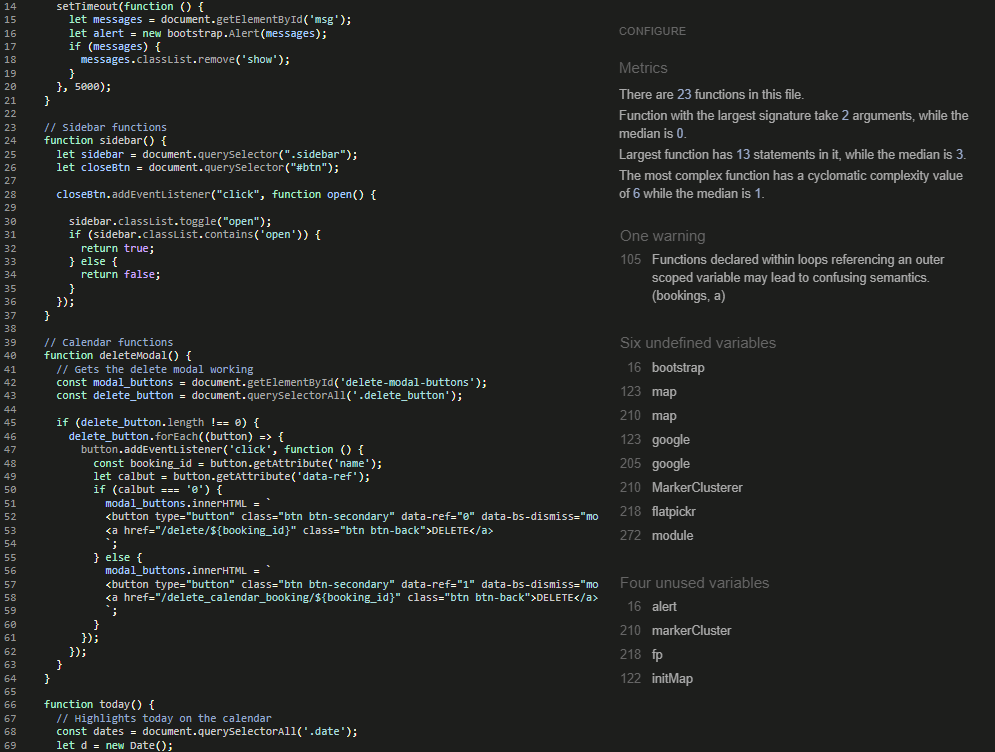 14 setTimeout(function () {
15 let messages = document.getElementById('msg');
16 let alert = new bootstrap.Alert(messages);
17 if (messages) {
18 messages.classList.remove('show');
19 }
20 }, 5000);
21 }
22
23 // Sidebar functions
24 function sidebar() {
25 let sidebar = document.querySelector(".sidebar");
26 let closeBtn = document.querySelector("#btn");
27
28 closeBtn.addEventListener("click", function open() {
29
30 sidebar.classList.toggle("open");
31 if (sidebar.classList.contains('open')) {
32 return true;
33 } else {
34 return false;
35 }
36 });
37 }
38
39 // Calendar functions
40 function deleteModal() {
41 // Gets the delete modal working
42 const modal_buttons = document.getElementById('delete-modal-buttons');
43 const delete_button = document.querySelectorAll('.delete_button');
44
45 if (delete_button.length !== 0) {
46 delete_button.forEach((button) => {
47 button.addEventListener('click', function () {
48 const booking_id = button.getAttribute('name');
49 let calbut = button.getAttribute('data-ref');
50 if (calbut === '0') {
51 modal_buttons.innerHTML = `
52 <button type="button" class="btn btn-secondary" data-ref="0" data-bs-dismiss="mo
53 <a href="/delete/${booking_id}" class="btn btn-back">DELETE</a>
54 `;
55 } else {
56 modal_buttons.innerHTML = `
57 <button type="button" class="btn btn-secondary" data-ref="1" data-bs-dismiss="mo
58 <a href="/delete_calendar_booking/${booking_id}" class="btn btn-back">DELETE</a>
59 `;
60 }
61 });
62 });
63 }
64 }
65
66 function today() {
67 // Highlights today on the calendar
68 const dates = document.querySelectorAll('.date');
69 let d = new Date();
CONFIGURE
Metrics
There are 23 functions in this file.
Function with the largest signature take 2 arguments, while the
median is 0.
Largest function has 13 statements in it, while the median is 3.
The most complex function has a cyclomatic complexity value
of 6 while the median is 1.
One warning
105 Functions declared within loops referencing an outer
scoped variable may lead to confusing semantics.
(bookings, a)
Six undefined variables
16 bootstrap
123 map
210 map
123 google
205 google
210 MarkerClusterer
218 flatpickr
272 module
Four unused variables
16 alert
210 markerCluster
218 fp
122 initMap